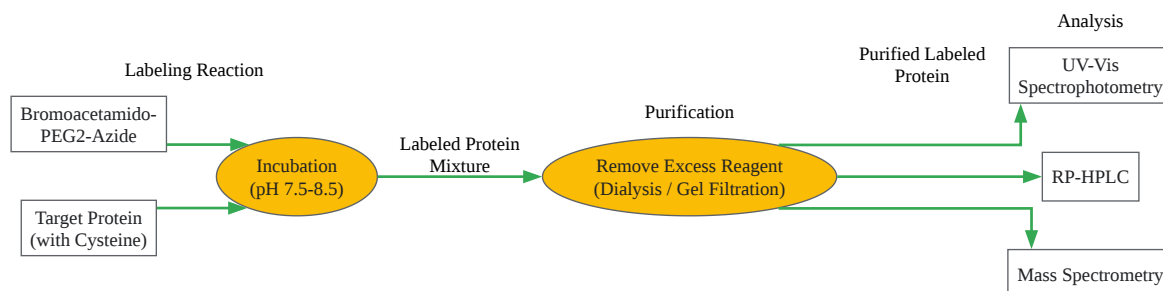 Labeling Reaction
Bromoacetamido-
PEG2-Azide
Target Protein
(with Cysteine)
Incubation
(pH 7.5-8.5)
Labeled Protein
Mixture
Purification
Remove Excess Reagent
(Dialysis / Gel Filtration)
Purified Labeled
Protein
Analysis
UV-Vis
Spectrophotometry
RP-HPLC
Mass Spectrometry